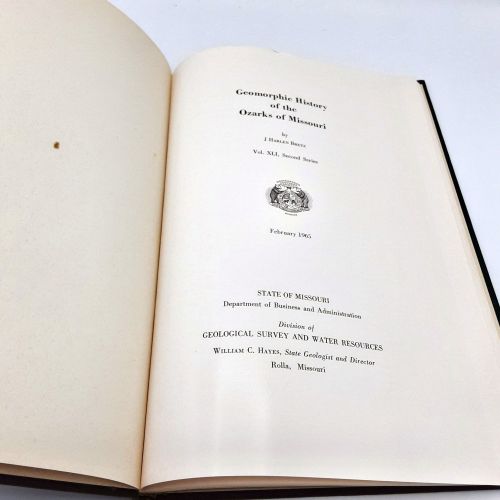 Geomorphic History
of the
Ozarks of Missouri
by
J Harlen Bretz
Vol. XLI, Second Series
February 1965
STATE OF MISSOURI
Department of Business and Administration
Division of
GEOLOGICAL SURVEY AND WATER RESOURCES
William C. Hayes, State Geologist and Director
Rolla, Missouri